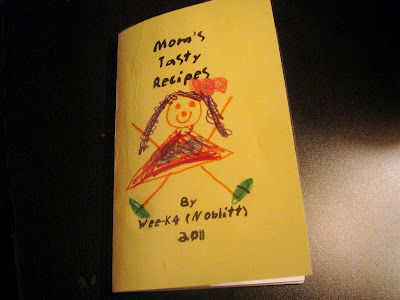 Mom's
Tasty
Recipes
By
Wee-K4 (Noblitt)
2011